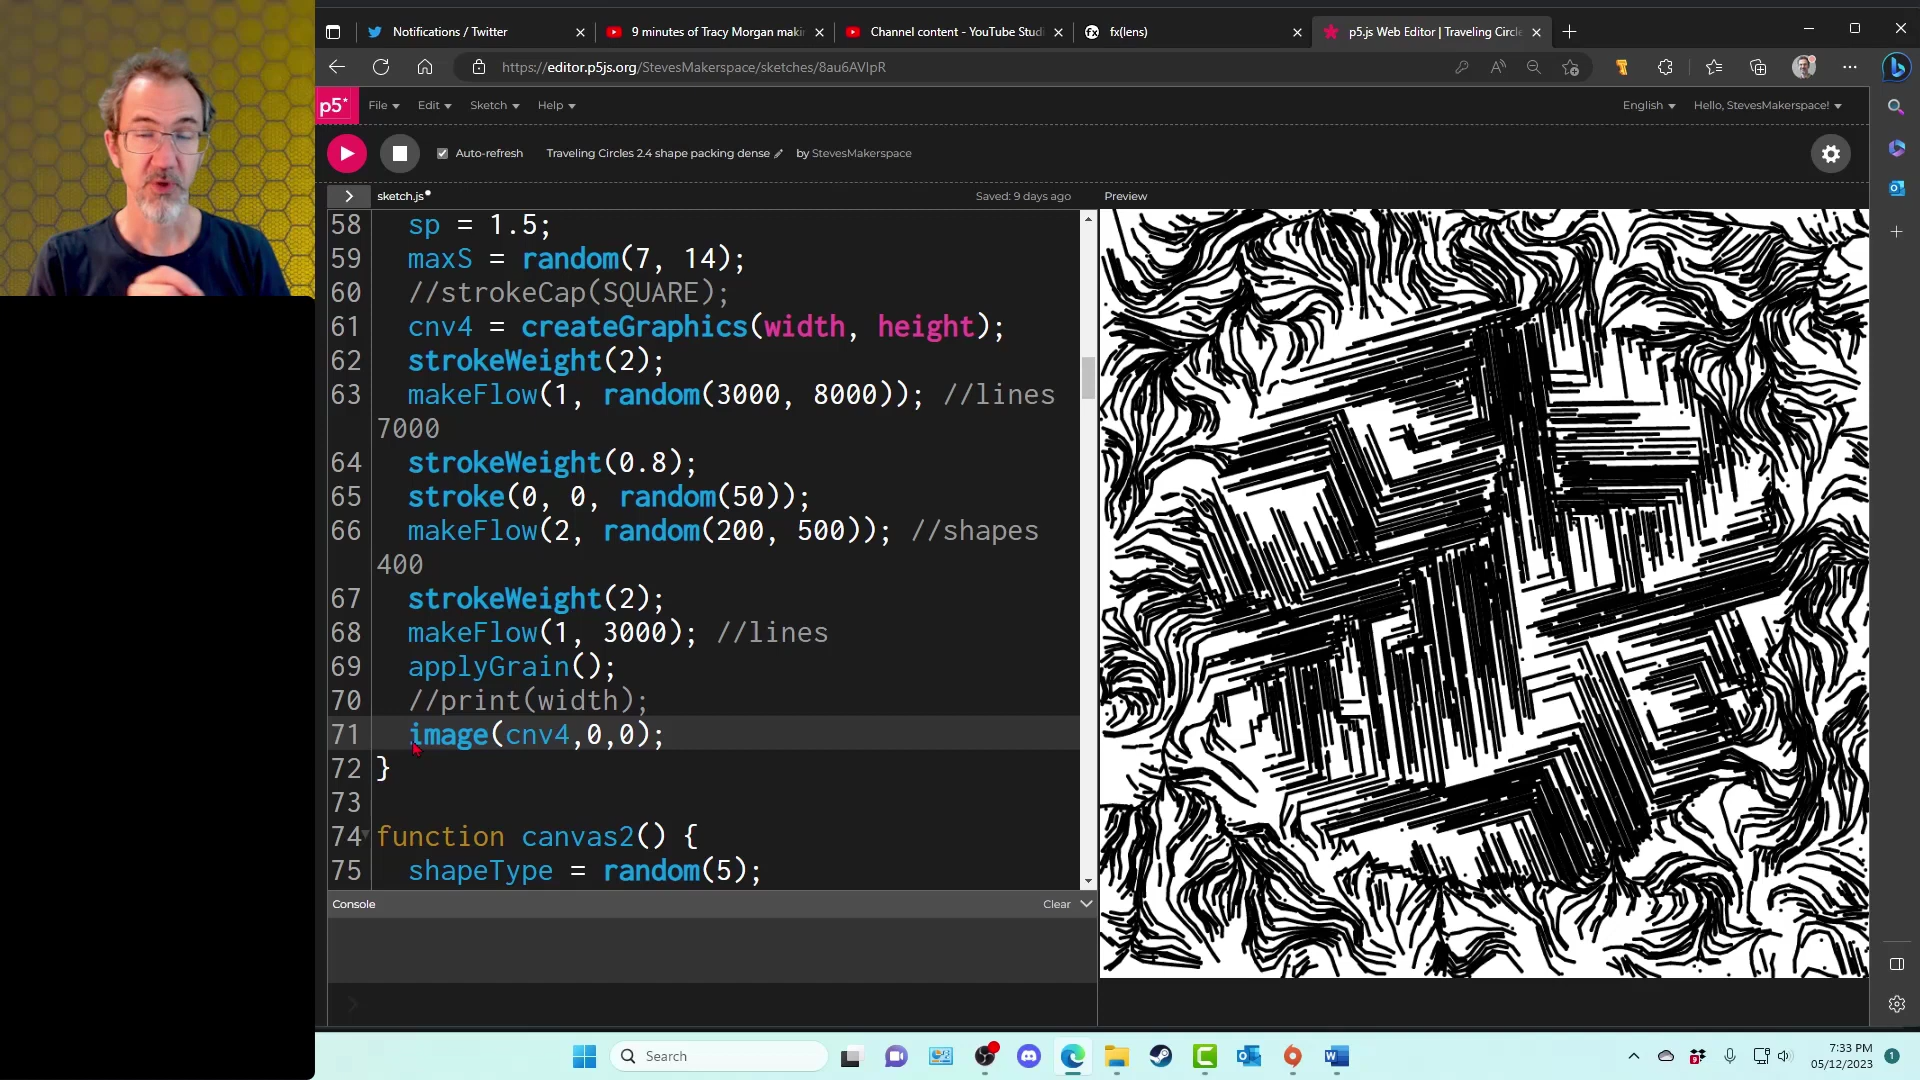 Notifications / Twitter
9 minutes of Tracy Morgan makin
Channel content - YouTube Studi
fx(lens)
p5.js Web Editor | Traveling Circle
https://editor.p5js.org/StevesMakerspace/sketches/8au6AVlpR
p5*
File
Edit
Sketch
Help
English
Hello, StevesMakerspace!
Auto-refresh
Traveling Circles 2.4 shape packing dense
by StevesMakerspace
sketch.js
Saved: 9 days ago
Preview
58 sp = 1.5;
59 maxS = random(7, 14);
60 //strokeCap(SQUARE);
61 cnv4 = createGraphics(width, height);
62 strokeWeight(2);
63 makeFlow(1, random(3000, 8000)); //lines
7000
64 strokeWeight(0.8);
65 stroke(0, 0, random(50));
66 makeFlow(2, random(200, 500)); //shapes
400
67 strokeWeight(2);
68 makeFlow(1, 3000); //lines
69 applyGrain();
70 //print(width);
71 image(cnv4,0,0);
72 }
73
74 function canvas2() {
75 shapeType = random(5);
Console
Clear
Search
7:33 PM
05/12/2023
1